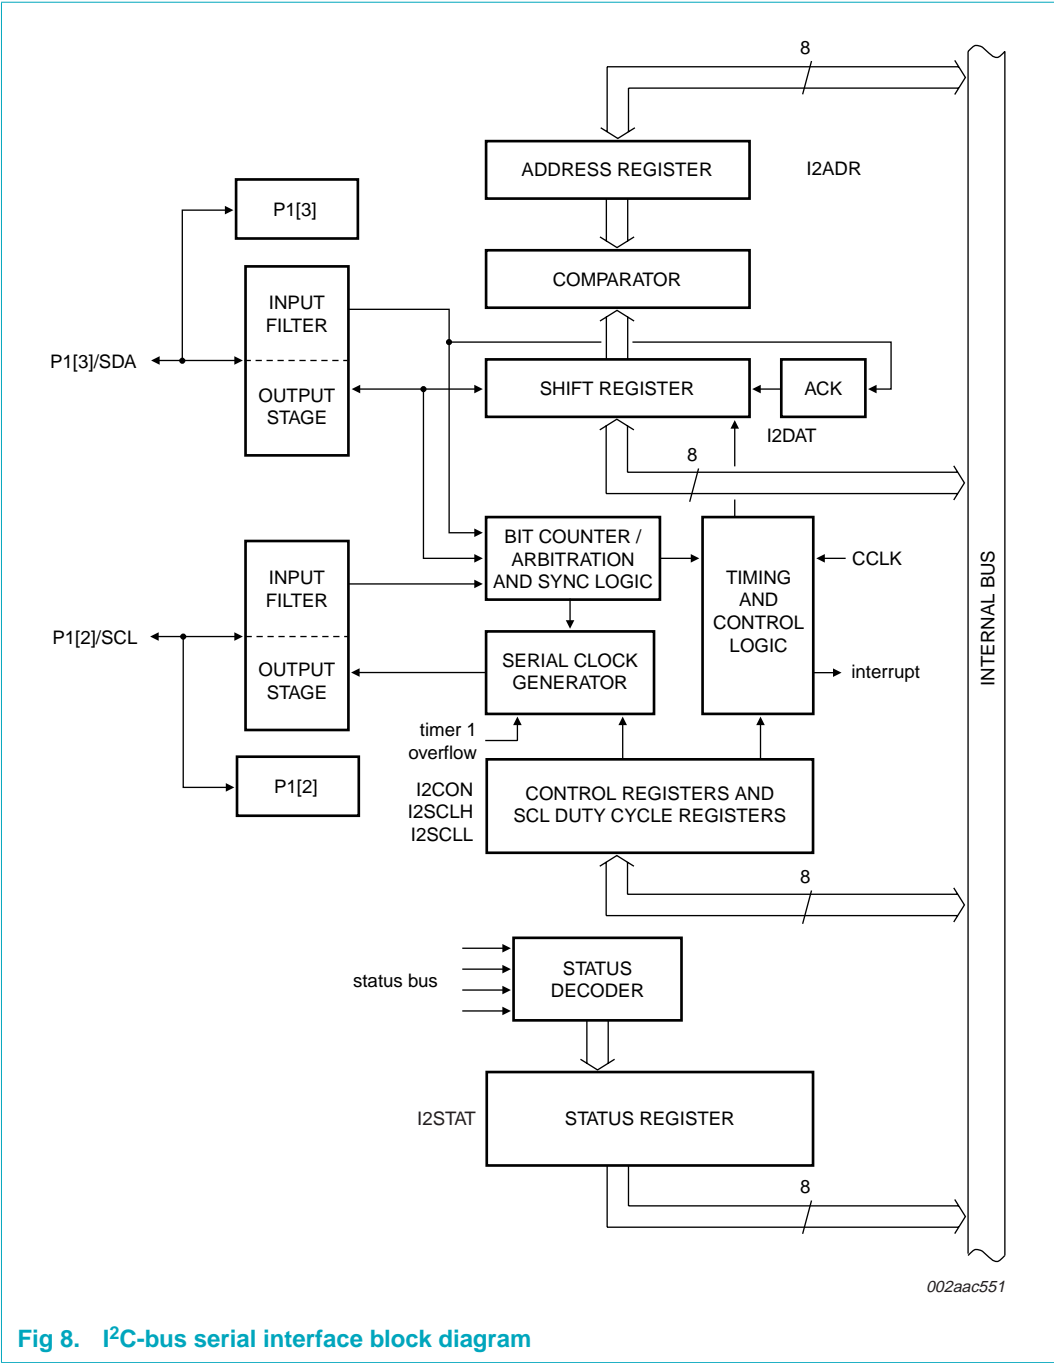 8
ADDRESS REGISTER
I2ADR
P1[3]
COMPARATOR
INPUT
FILTER
P1[3]/SDA
OUTPUT
STAGE
SHIFT REGISTER
ACK
I2DAT
8
BIT COUNTER /
ARBITRATION
AND SYNC LOGIC
TIMING
AND
CONTROL
LOGIC
CCLK
INTERNAL BUS
INPUT
FILTER
P1[2]/SCL
OUTPUT
STAGE
SERIAL CLOCK
GENERATOR
interrupt
timer 1
overflow
P1[2]
I2CON
I2SCLH
I2SCLL
CONTROL REGISTERS AND
SCL DUTY CYCLE REGISTERS
8
status bus
STATUS
DECODER
I2STAT
STATUS REGISTER
8
002aac551
Fig 8. I2C-bus serial interface block diagram